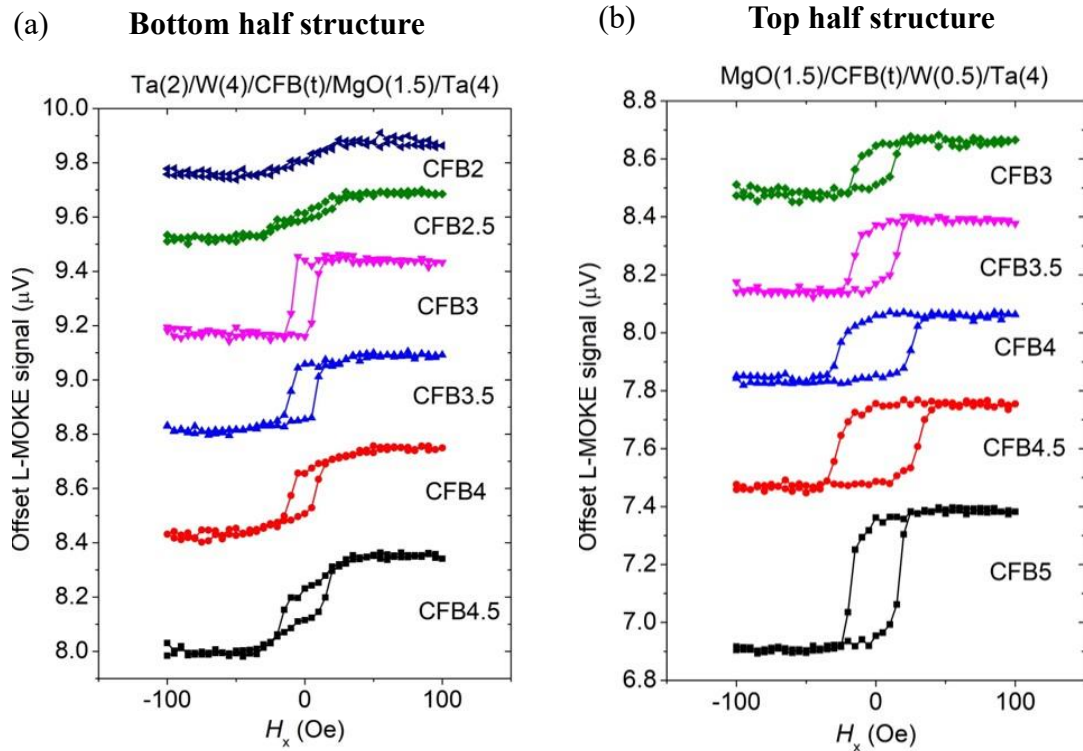 (a) Bottom half structure
Ta(2)/W(4)/CFB(t)/MgO(1.5)/Ta(4)
10.0
9.8
9.6
9.4
9.2
9.0
8.8
8.6
8.4
8.2
8.0
Offset L-MOKE signal (μV)
CFB2
CFB2.5
CFB3
CFB3.5
CFB4
CFB4.5
-100 0 100
Hx (Oe)
(b) Top half structure
MgO(1.5)/CFB(t)/W(0.5)/Ta(4)
8.8
8.6
8.4
8.2
8.0
7.8
7.6
7.4
7.2
7.0
6.8
Offset L-MOKE signal (μV)
CFB3
CFB3.5
CFB4
CFB4.5
CFB5
-100 0 100
Hx (Oe)